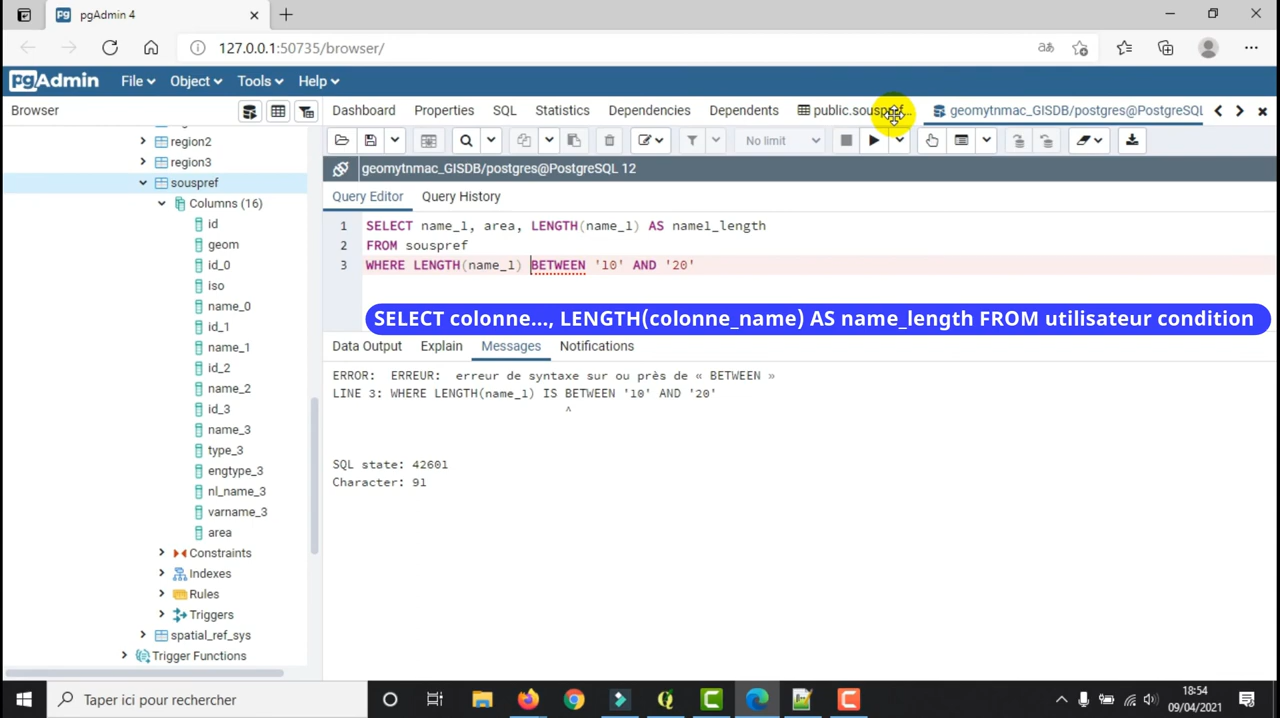 pgAdmin 4
127.0.0.1:50735/browser/
pgAdmin File Object Tools Help
Browser
Dashboard Properties SQL Statistics Dependencies Dependents public.souspref... geomytnmac_GISDB/postgres@PostgreSQL
No limit
geomytnmac_GISDB/postgres@PostgreSQL 12
Query Editor Query History
1 SELECT name_1, area, LENGTH(name_1) AS name1_length
2 FROM souspref
3 WHERE LENGTH(name_1) BETWEEN '10' AND '20'
SELECT colonne..., LENGTH(colonne_name) AS name_length FROM utilisateur condition
Data Output Explain Messages Notifications
ERROR: ERREUR: erreur de syntaxe sur ou près de « BETWEEN »
LINE 3: WHERE LENGTH(name_1) IS BETWEEN '10' AND '20'
^
SQL state: 42601
Character: 91
region2
region3
souspref
Columns (16)
id
geom
id_0
iso
name_0
id_1
name_1
id_2
name_2
id_3
name_3
type_3
engtype_3
nl_name_3
varname_3
area
Constraints
Indexes
Rules
Triggers
spatial_ref_sys
Trigger Functions
Taper ici pour rechercher
18:54
09/04/2021